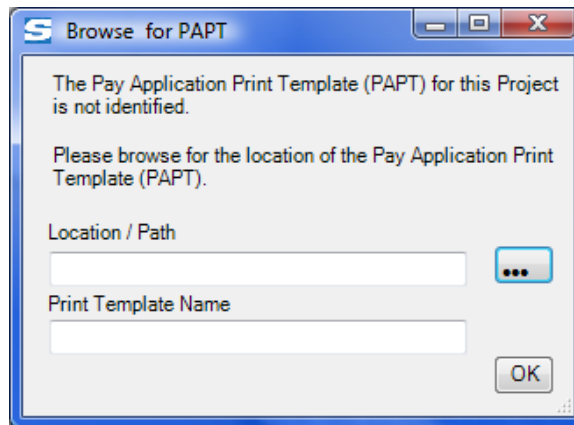 Browse for PAPT
The Pay Application Print Template (PAPT) for this Project
is not identified.
Please browse for the location of the Pay Application Print
Template (PAPT).
Location / Path
...
Print Template Name
OK